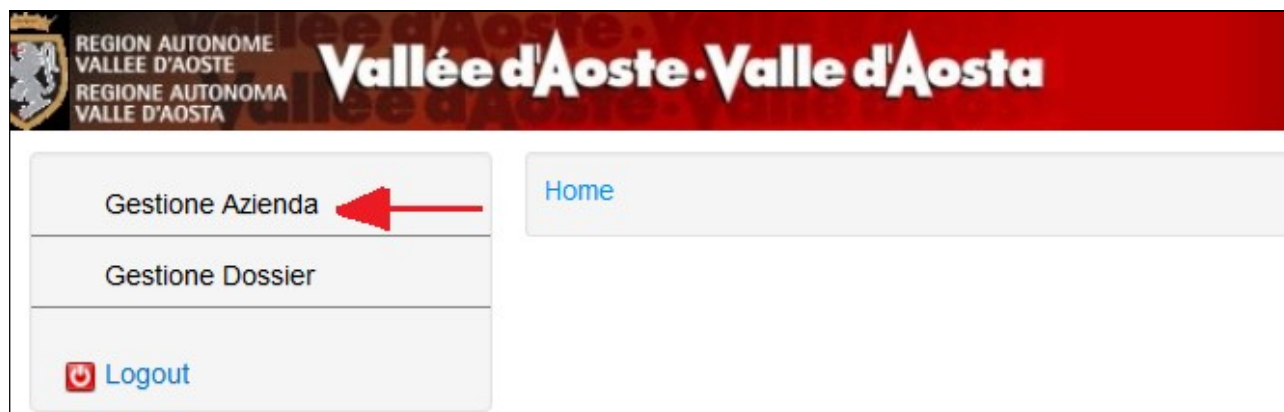 REGION AUTONOME
VALLEE D'AOSTE
REGIONE AUTONOMA
VALLE D'AOSTA
Vallée d'Aoste · Valle d'Aosta
Gestione Azienda
Home
Gestione Dossier
Logout